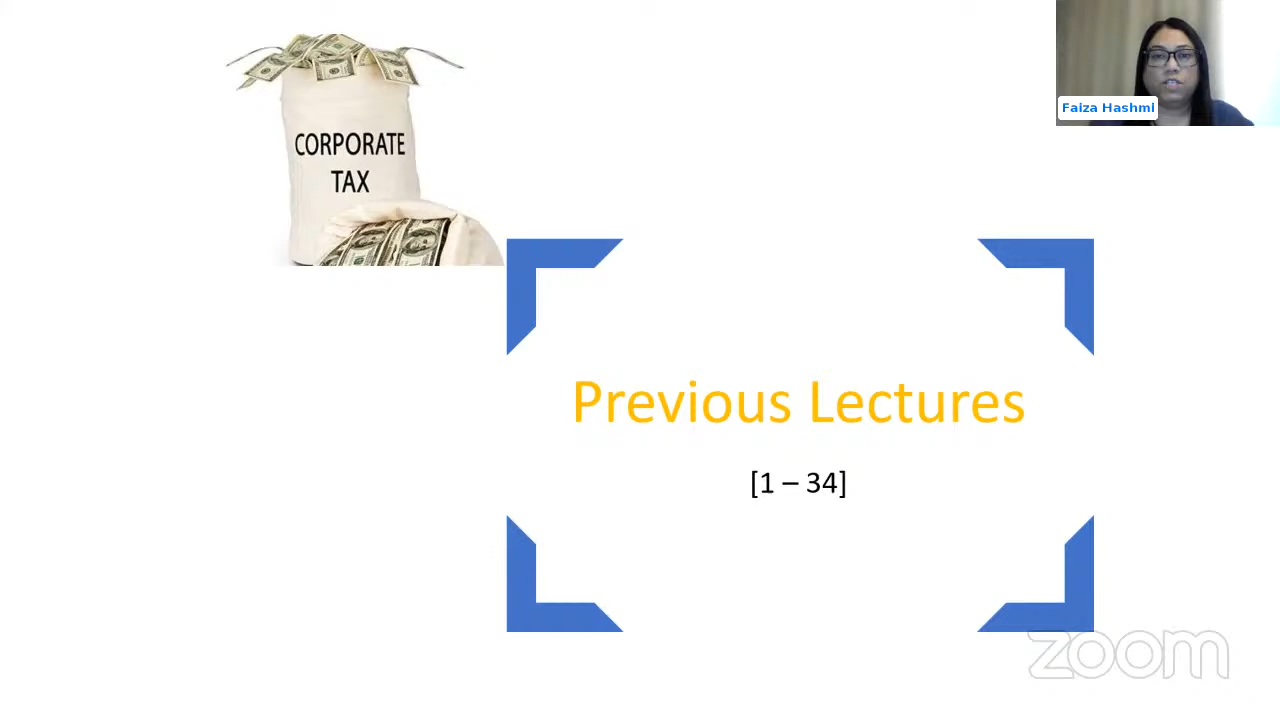 CORPORATE
TAX
Faiza Hashmi
Previous Lectures
[1 – 34]
zoom